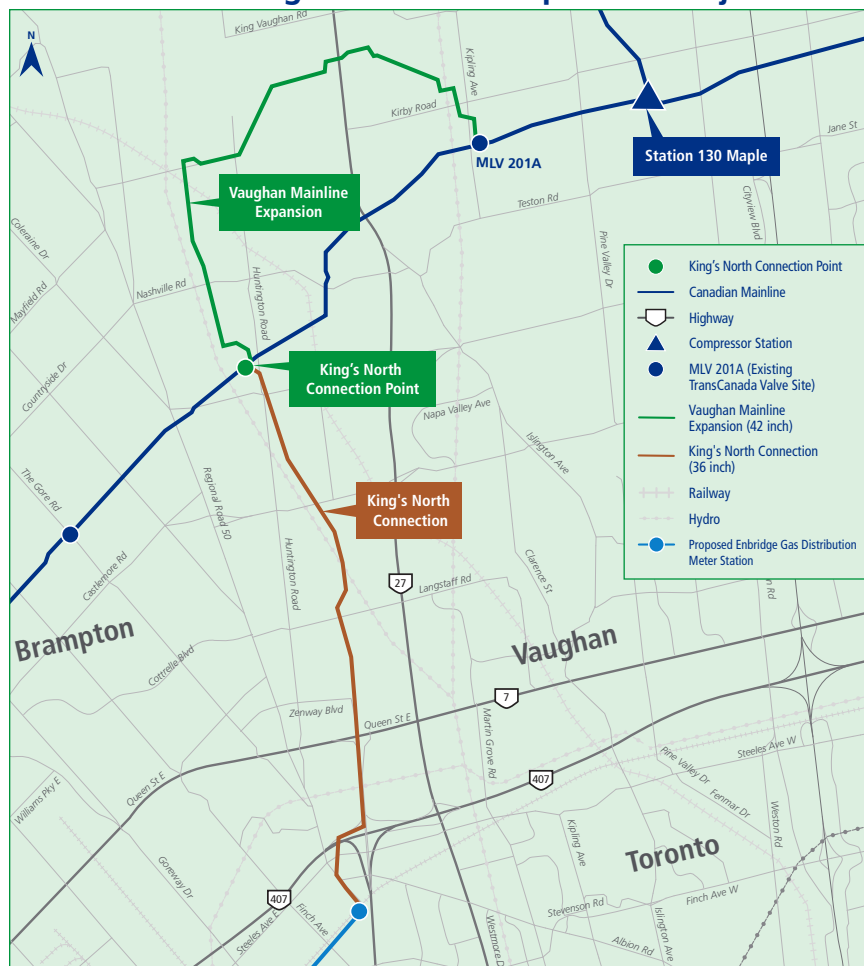 N
King Vaughan Rd
Kipling Ave
Kirby Road
Jane St
MLV 201A
Station 130 Maple
Vaughan Mainline
Expansion
Teston Rd
Cityview Blvd
Pine Valley Dr
Coleraine Dr
Mayfield Rd
Nashville Rd
Huntington Road
Countryside Dr
King's North
Connection Point
Napa Valley Ave
Islington Ave
King's North Connection Point
Canadian Mainline
Highway
Compressor Station
MLV 201A (Existing
TransCanada Valve Site)
Vaughan Mainline
Expansion (42 inch)
King's North Connection
(36 inch)
Railway
Hydro
Proposed Enbridge Gas Distribution
Meter Station
The Gore Rd
Regional Road 50
King's North
Connection
Castlemore Rd
Huntington Road
27
Langstaff Rd
Clarence St
Brampton
Vaughan
Cottrelle Blvd
Zenway Blvd
Queen St E
7
Martin Grove Rd
Steeles Ave W
Pine Valley Dr
407
Queen St E
Williams Pky E
Fenmar Dr
Weston Rd
Kipling Ave
Toronto
Goreway Dr
407
Steeles Ave E
Finch Ave
Stevenson Rd
Finch Ave W
Islington Ave
Albion Rd